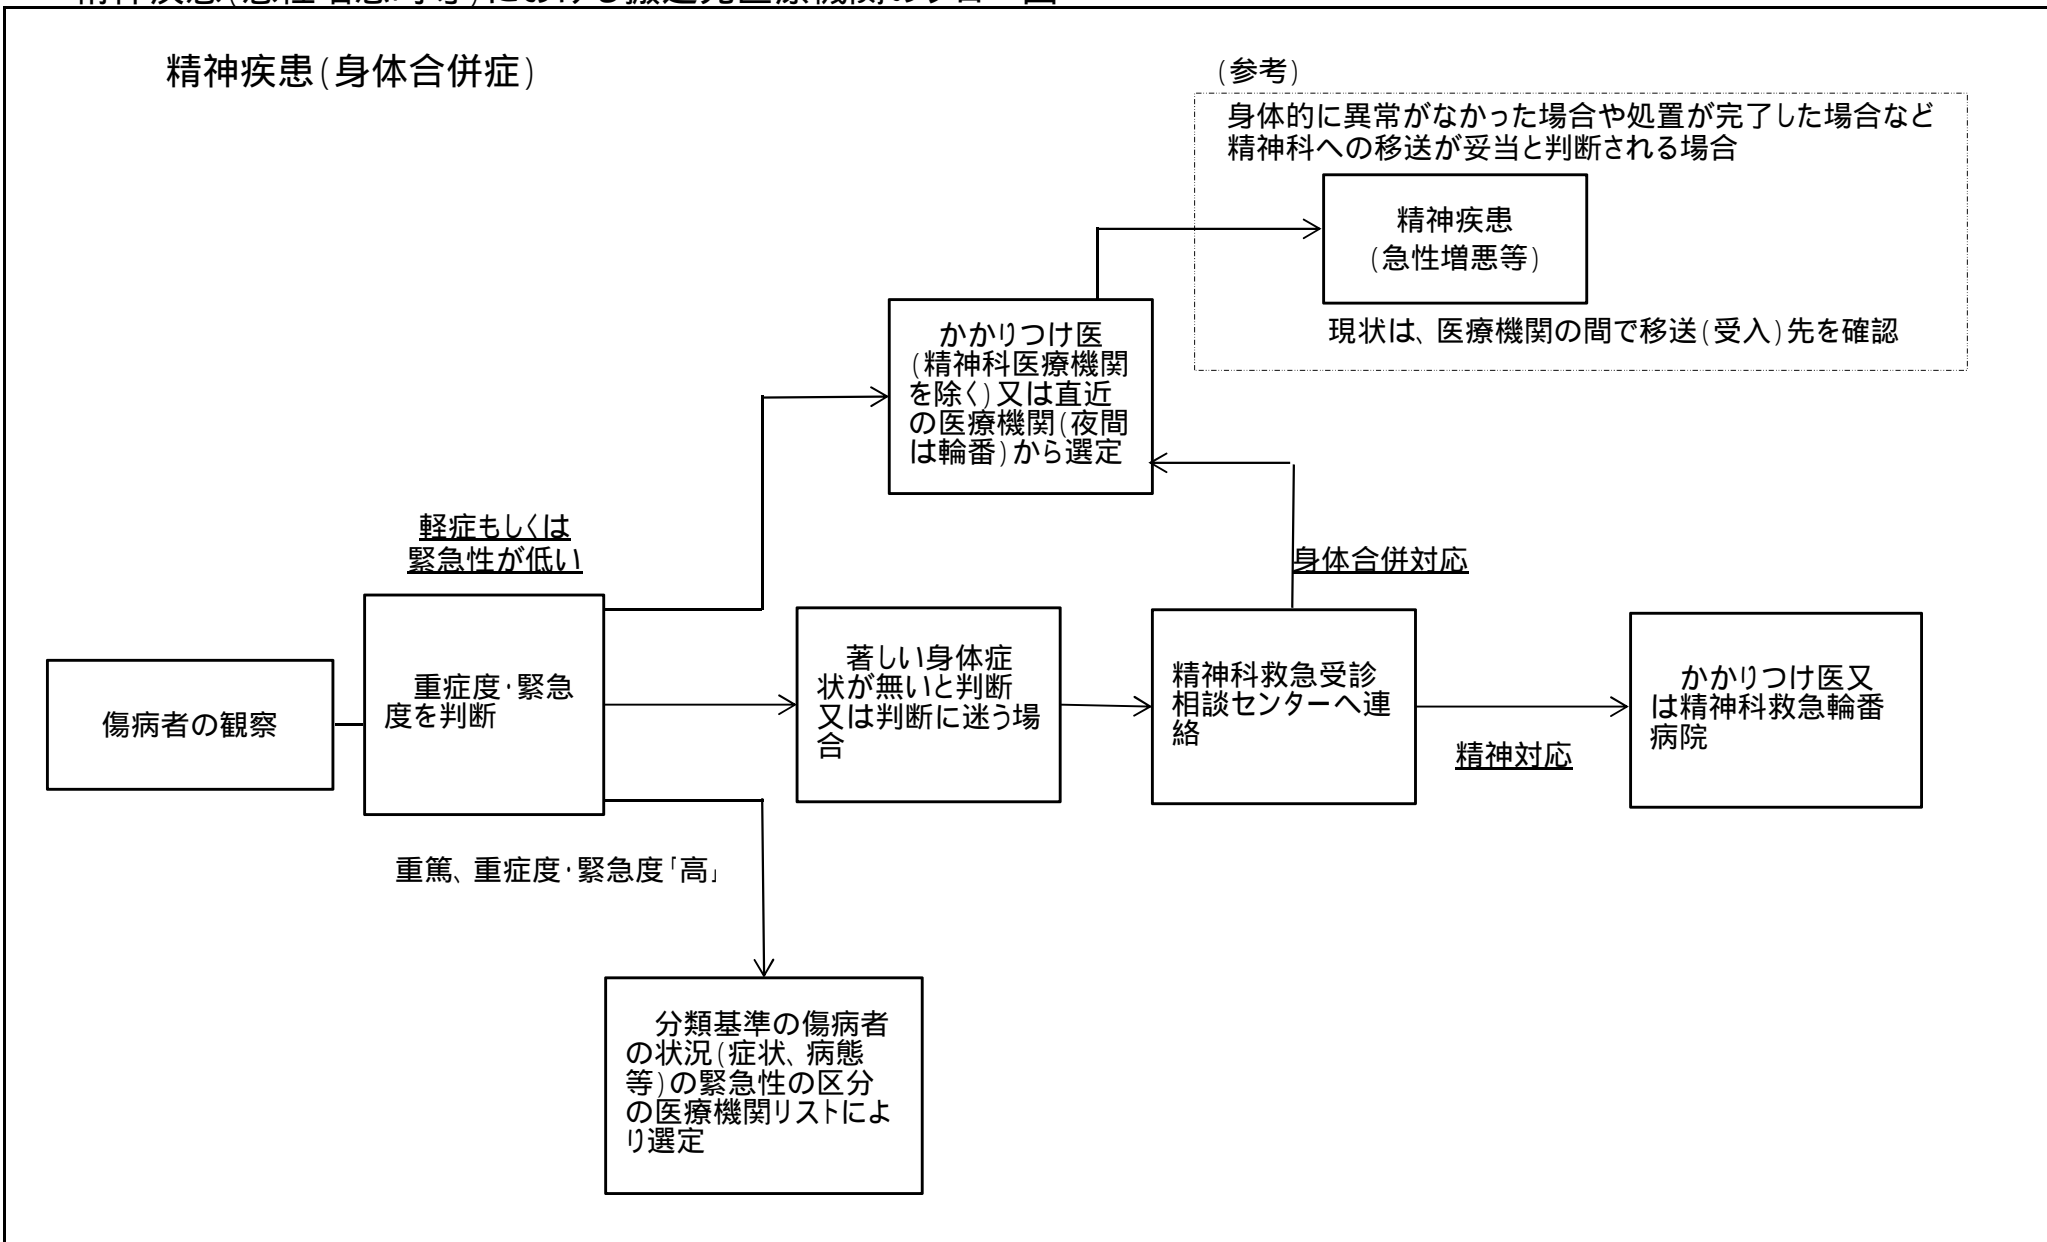 精神疾患(身体合併症)
(参考)
身体的に異常がなかった場合や処置が完了した場合など
精神科への移送が妥当と判断される場合
精神疾患
(急性増悪等)
現状は、医療機関の間で移送(受入)先を確認
かかりつけ医
(精神科医療機関
を除く)又は直近
の医療機関(夜間
は輪番)から選定
軽症もしくは
緊急性が低い
身体合併対応
傷病者の観察
重症度・緊急
度を判断
著しい身体症
状が無いと判断
又は判断に迷う場
合
精神科救急受診
相談センターへ連
絡
精神対応
かかりつけ医又
は精神科救急輪番
病院
重篤、重症度・緊急度「高」
分類基準の傷病者
の状況(症状、病態
等)の緊急性の区分
の医療機関リストによ
り選定